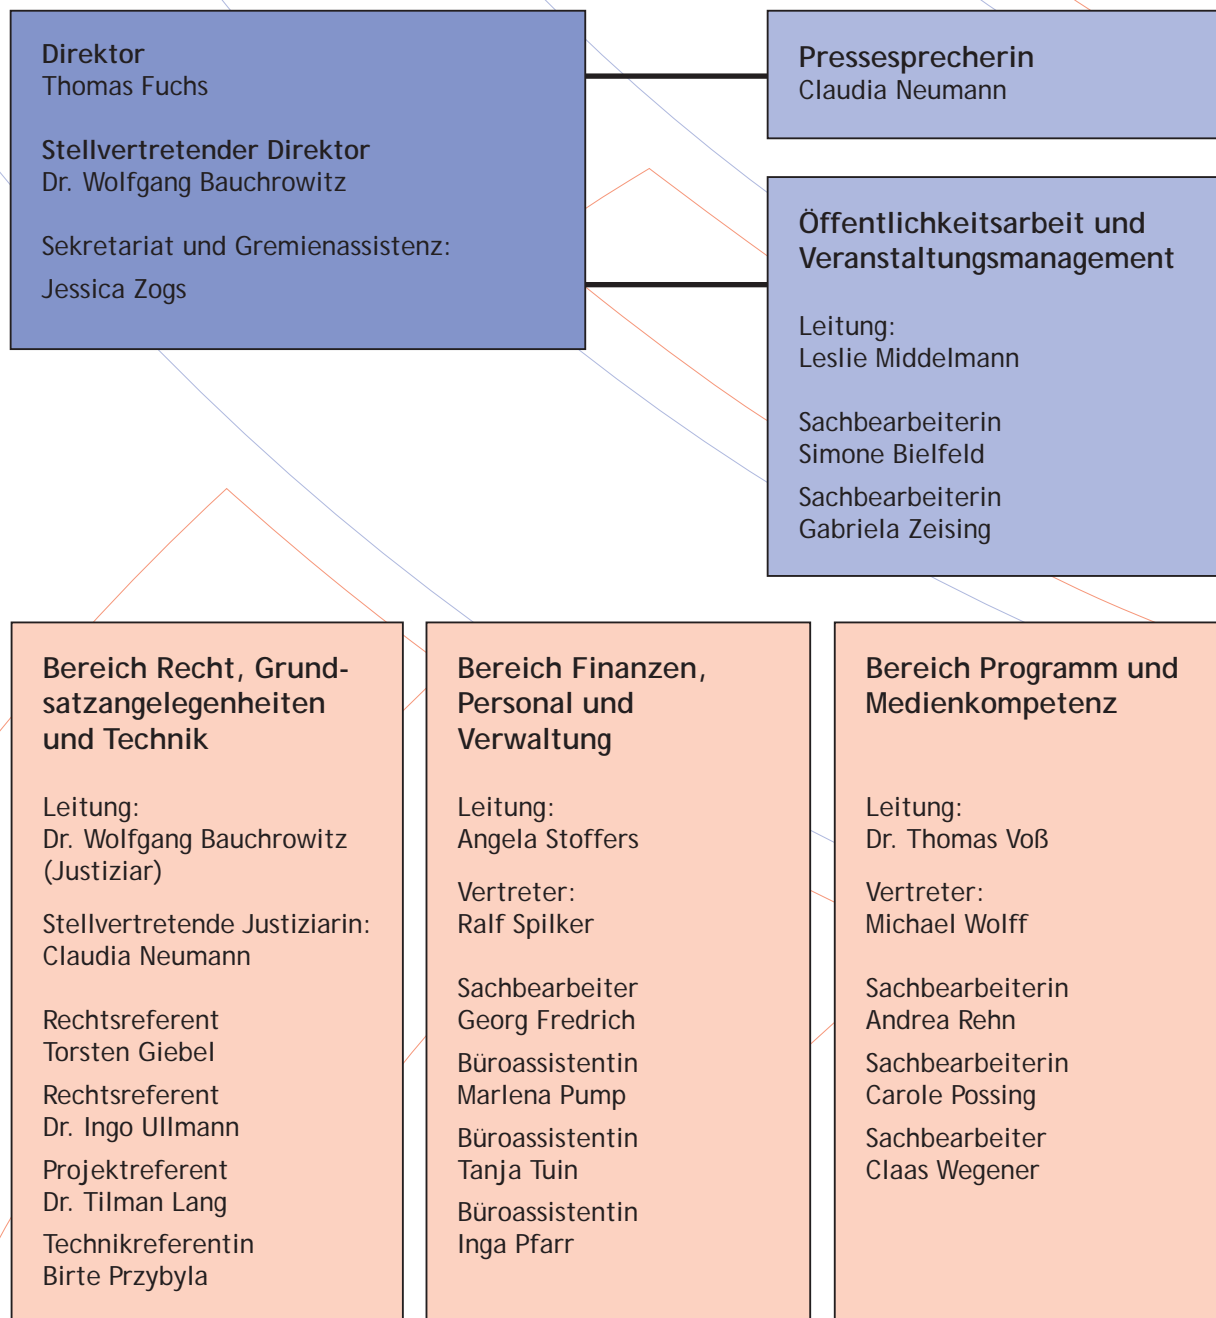 Direktor
Thomas Fuchs
Stellvertretender Direktor
Dr. Wolfgang Bauchrowitz
Sekretariat und Gremienassistenz:
Jessica Zogs
Pressesprecherin
Claudia Neumann
Öffentlichkeitsarbeit und
Veranstaltungsmanagement
Leitung:
Leslie Middelmann
Sachbearbeiterin
Simone Bielfeld
Sachbearbeiterin
Gabriela Zeising
Bereich Recht, Grund-
satzangelegenheiten
und Technik
Leitung:
Dr. Wolfgang Bauchrowitz
(Justiziar)
Stellvertretende Justiziarin:
Claudia Neumann
Rechtsreferent
Torsten Giebel
Rechtsreferent
Dr. Ingo Ullmann
Projektreferent
Dr. Tilman Lang
Technikreferentin
Birte Przybyla
Bereich Finanzen,
Personal und
Verwaltung
Leitung:
Angela Stoffers
Vertreter:
Ralf Spilker
Sachbearbeiter
Georg Fredrich
Büroassistentin
Marlena Pump
Büroassistentin
Tanja Tuin
Büroassistentin
Inga Pfarr
Bereich Programm und
Medienkompetenz
Leitung:
Dr. Thomas Voß
Vertreter:
Michael Wolff
Sachbearbeiterin
Andrea Rehn
Sachbearbeiterin
Carole Possing
Sachbearbeiter
Claas Wegener